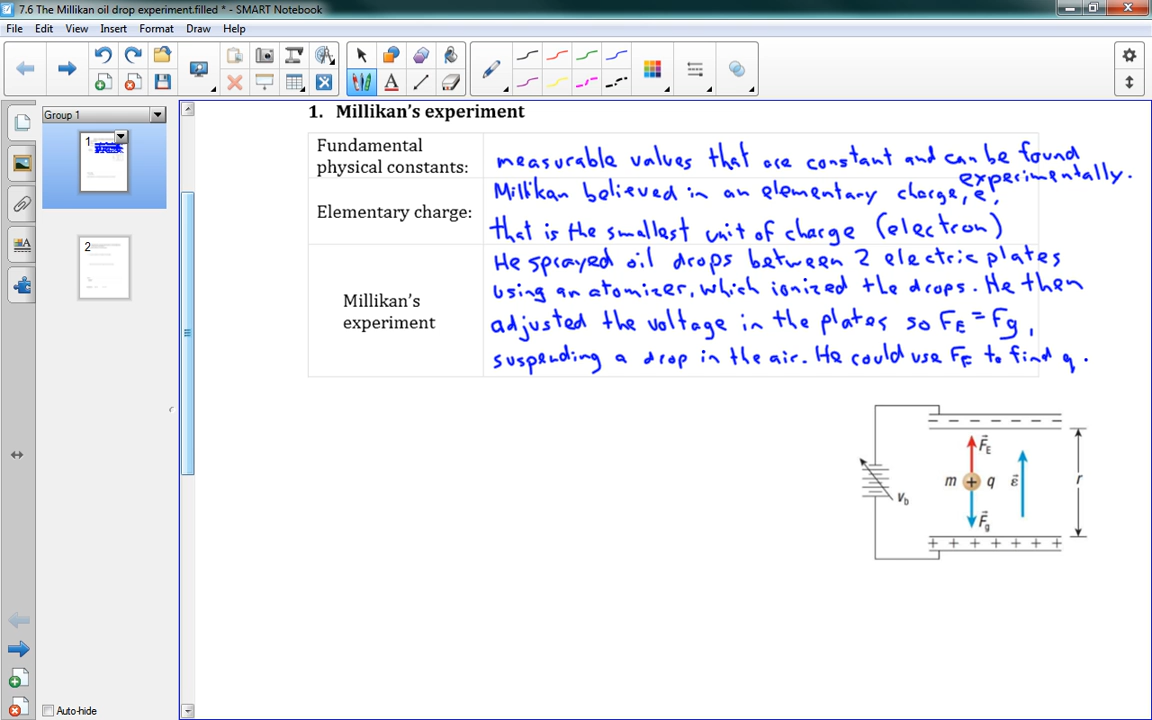 7.6 The Millikan oil drop experiment.filled * - SMART Notebook
File Edit View Insert Format Draw Help
Group 1
1
2
Auto-hide
1. Millikan's experiment
Fundamental
physical constants:
measurable values that are constant and can be found
experimentally.
Elementary charge:
Millikan believed in an elementary charge, e,
that is the smallest unit of charge (electron)
Millikan's
experiment
He sprayed oil drops between 2 electric plates
using an atomizer, which ionized the drops. He then
adjusted the voltage in the plates so FE = Fg,
suspending a drop in the air. He could use FE to find q.
− − − − − − −
F⃗E
m + q ε⃗ r
Vb
F⃗g
+ + + + + + +